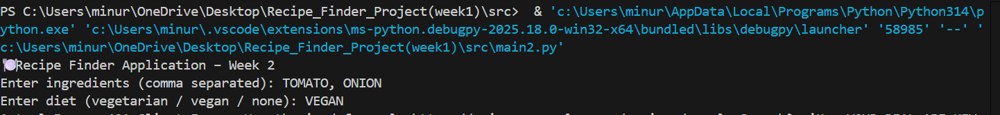 PS C:\Users\minur\OneDrive\Desktop\Recipe_Finder_Project(week1)\src>  & 'c:\Users\minur\AppData\Local\Programs\Python\Python314\p
ython.exe' 'c:\Users\minur\.vscode\extensions\ms-python.debugpy-2025.18.0-win32-x64\bundled\libs\debugpy\launcher' '58985' '--' '
c:\Users\minur\OneDrive\Desktop\Recipe_Finder_Project(week1)\src\main2.py'
🍽️Recipe Finder Application – Week 2
Enter ingredients (comma separated): TOMATO, ONION
Enter diet (vegetarian / vegan / none): VEGAN